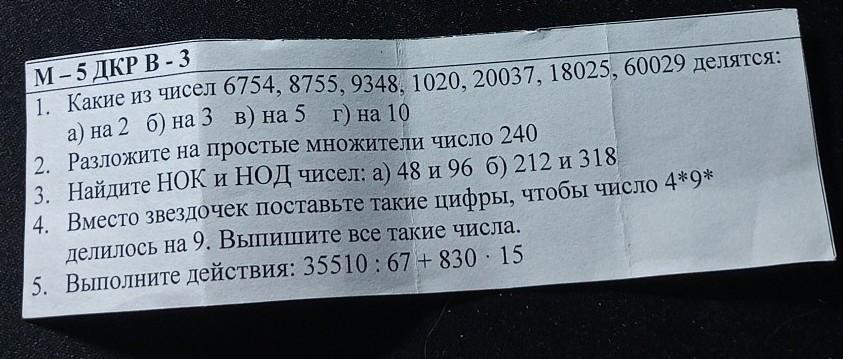 М – 5 ДКР В - 3
1. Какие из чисел 6754, 8755, 9348, 1020, 20037, 18025, 60029 делятся:
а) на 2 б) на 3 в) на 5 г) на 10
2. Разложите на простые множители число 240
3. Найдите НОК и НОД чисел: а) 48 и 96 б) 212 и 318
4. Вместо звездочек поставьте такие цифры, чтобы число 4*9*
делилось на 9. Выпишите все такие числа.
5. Выполните действия: 35510 : 67 + 830 · 15